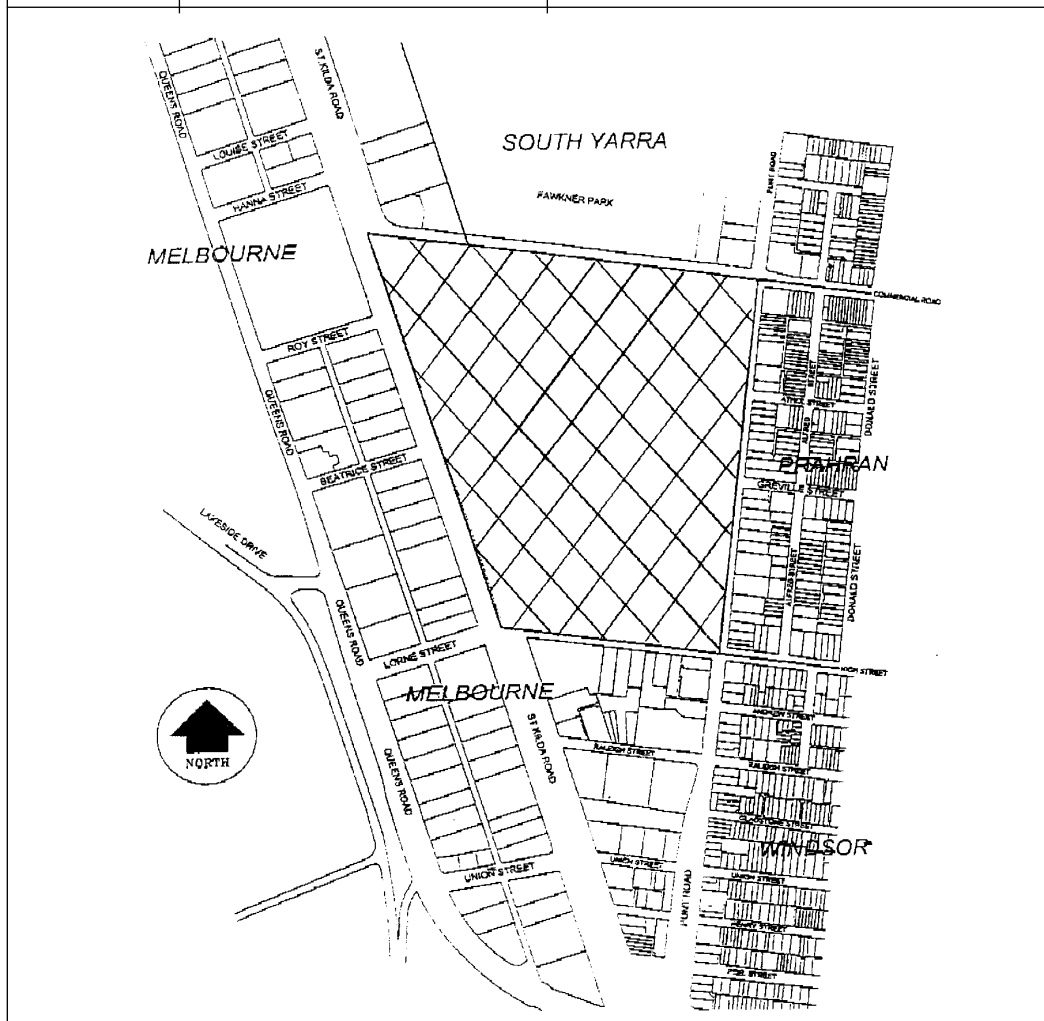 ST.KILDA ROAD
QUEENS ROAD
SOUTH YARRA
LOUISE STREET
PUNT ROAD
HANNA STREET
FAWKNER PARK
MELBOURNE
COMMERCIAL ROAD
ROY STREET
STREET
QUEENS ROAD
DONALD STREET
ALFRED
PRAHRAN
BEATRICE STREET
GREVILLE STREET
LAKESIDE DRIVE
ALFRED STREET
DONALD STREET
QUEENS ROAD
LORNE STREET
HIGH STREET
MELBOURNE
ANDREW STREET
ST.KILDA ROAD
NORTH
RALEIGH STREET
RALEIGH STREET
QUEENS ROAD
GLADSTONE STREET
WINDSOR
UNION STREET
UNION STREET
UNION STREET
PUNT ROAD
HENRY STREET
PEEL STREET